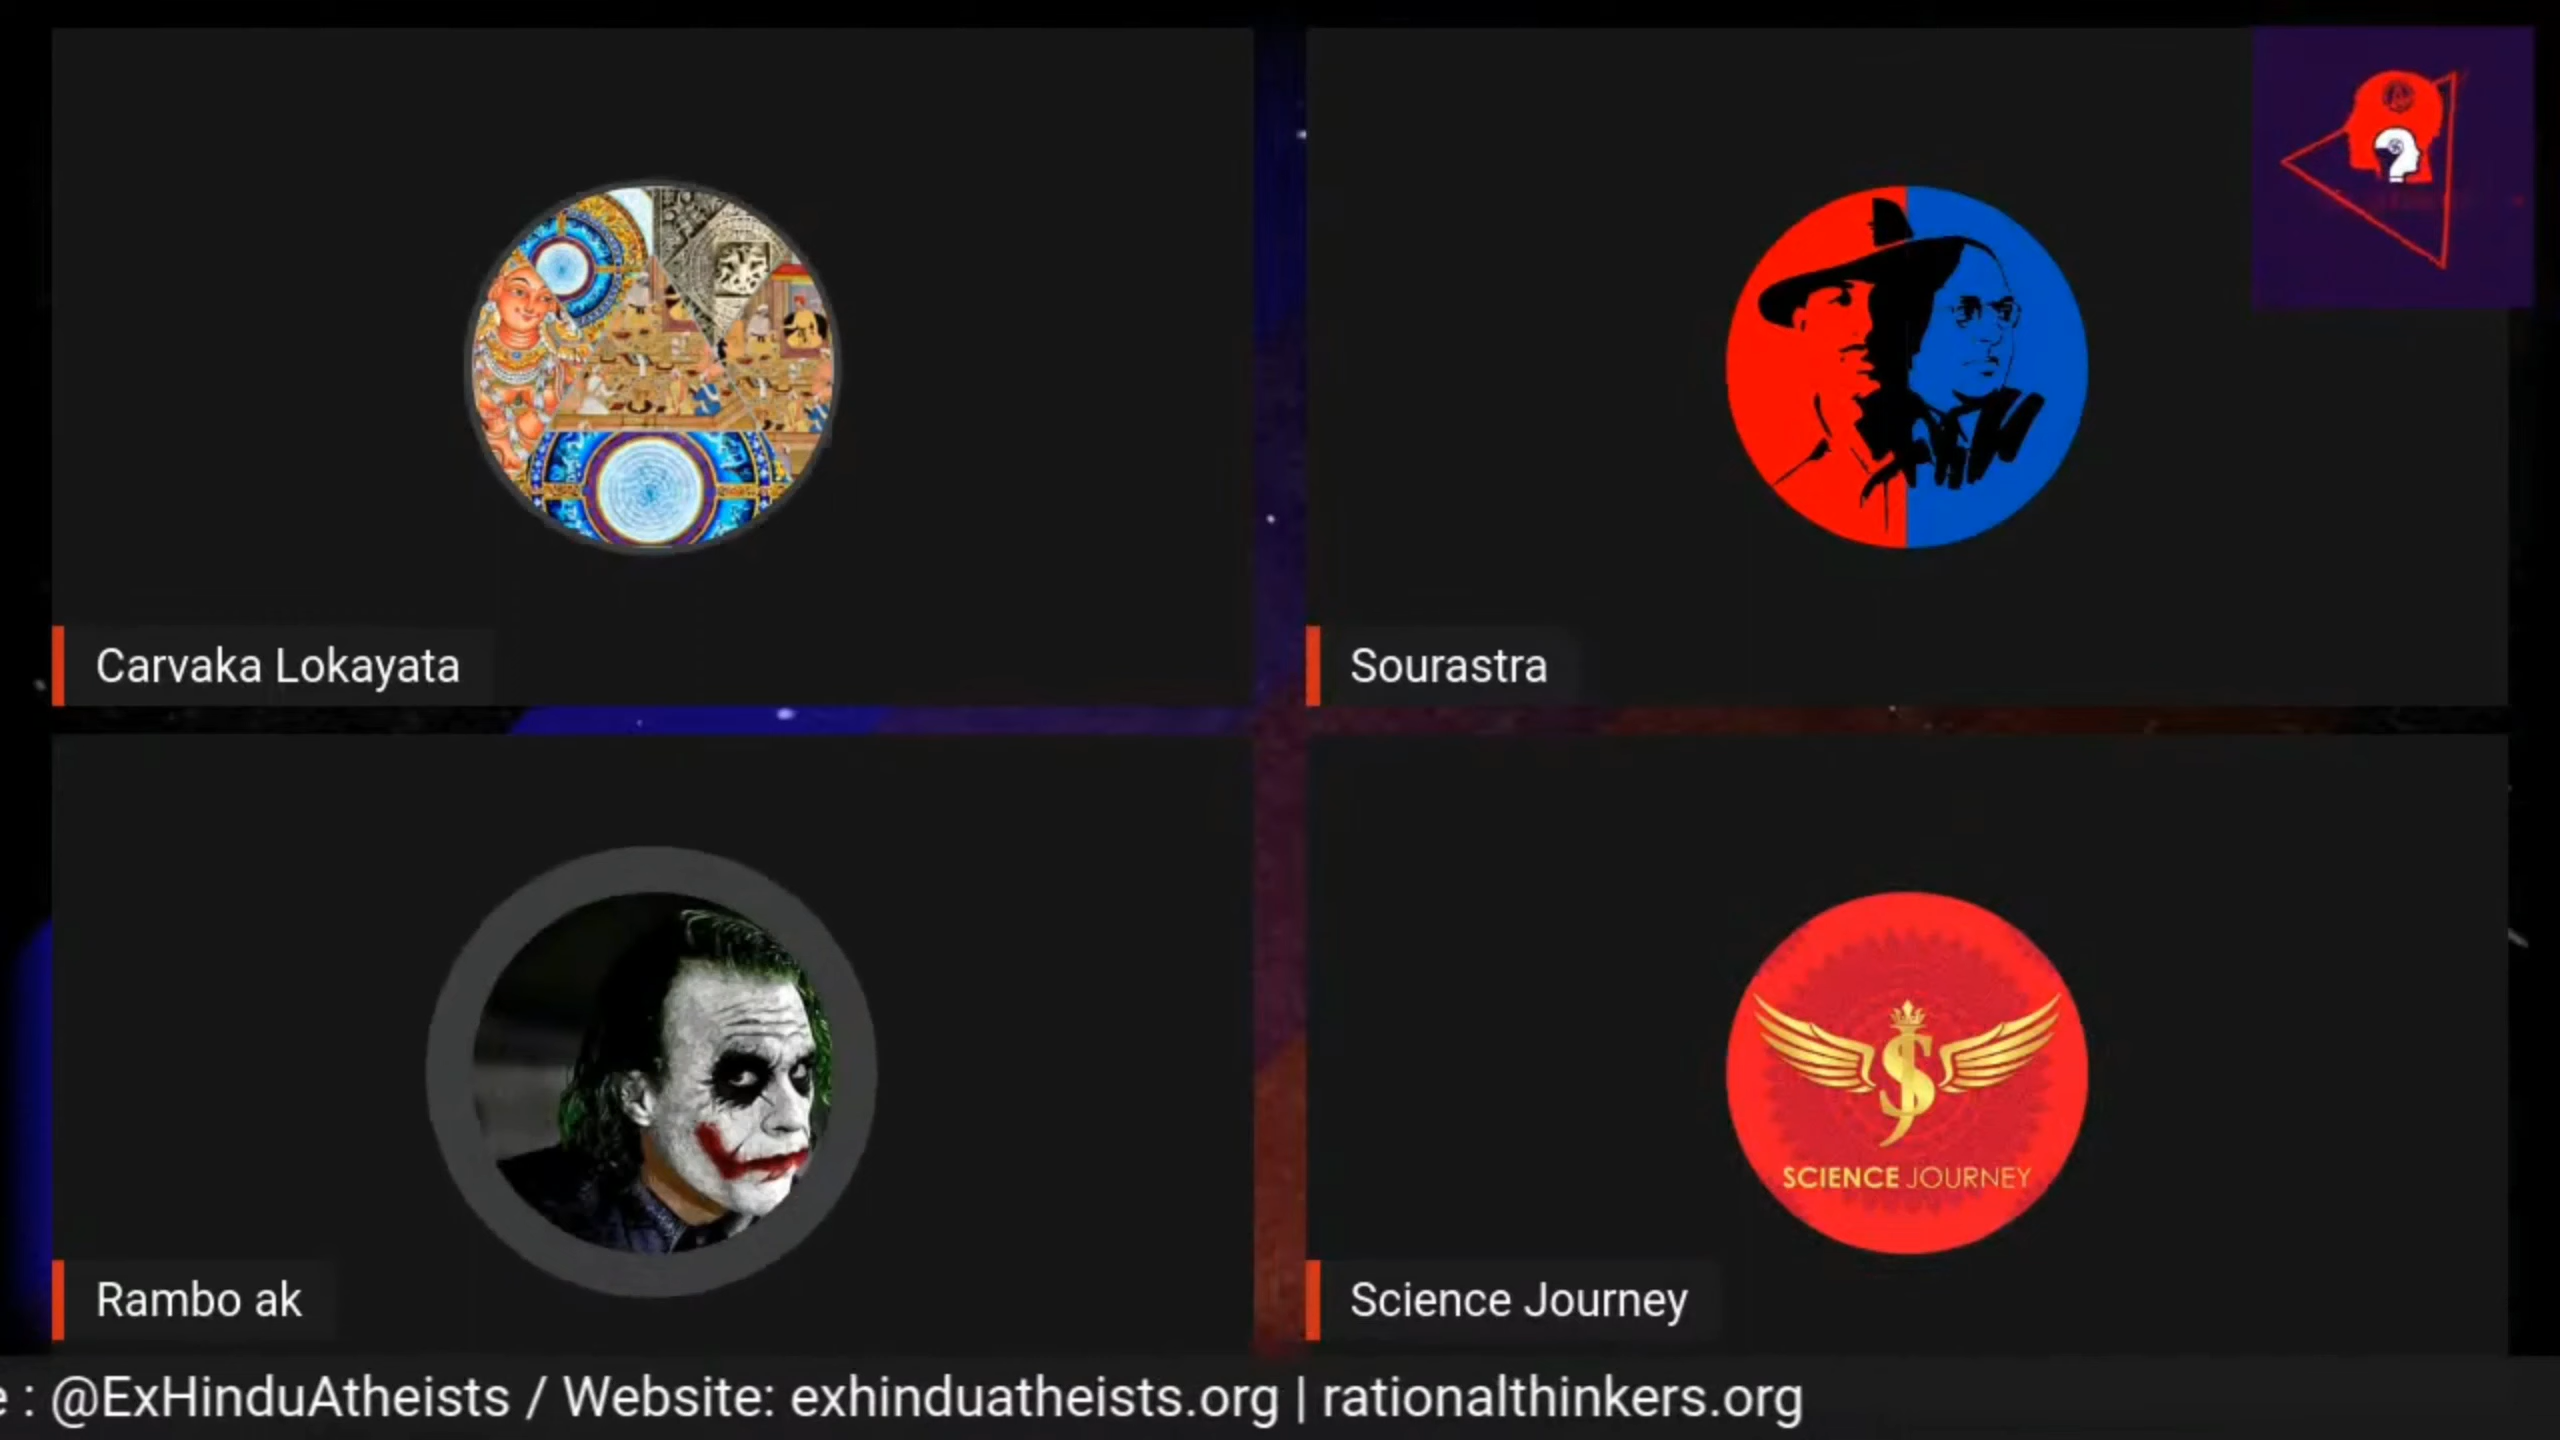 Carvaka Lokayata
Sourastra
Rambo ak
SCIENCE JOURNEY
Science Journey
e : @ExHinduAtheists / Website: exhinduatheists.org | rationalthinkers.org